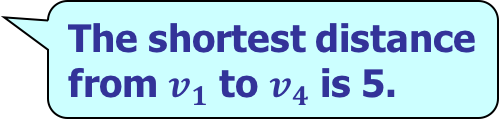 The shortest distance
from v₁ to v₄ is 5.